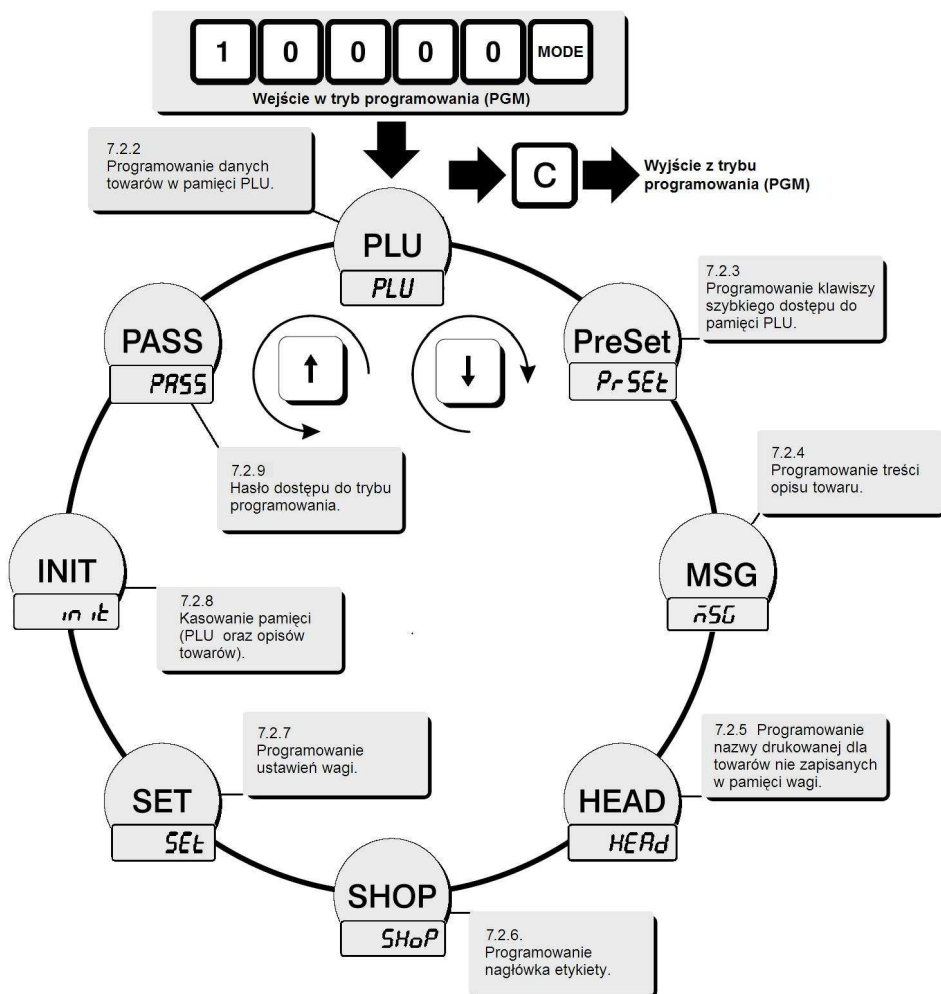 1 0 0 0 0 MODE
Wejście w tryb programowania (PGM)
7.2.2
Programowanie danych
towarów w pamięci PLU.
C
Wyjście z trybu
programowania (PGM)
PLU
PLU
7.2.3
Programowanie klawiszy
szybkiego dostępu do
pamięci PLU.
PreSet
PrSEt
PASS
PASS
↑
↓
7.2.4
Programowanie treści
opisu towaru.
7.2.9
Hasło dostępu do trybu
programowania.
MSG
n̄SG
INIT
init
7.2.8
Kasowanie pamięci
(PLU oraz opisów
towarów).
7.2.5 Programowanie
nazwy drukowanej dla
towarów nie zapisanych
w pamięci wagi.
HEAD
HEAd
7.2.7
Programowanie
ustawień wagi.
SET
SEt
SHOP
SHoP
7.2.6.
Programowanie
nagłówka etykiety.